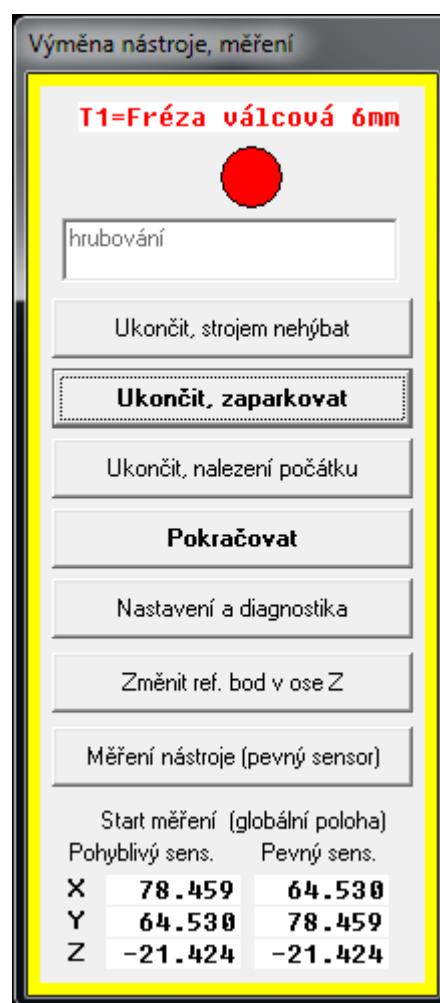 Výměna nástroje, měření
T1=Fréza válcová 6mm
hrubování
Ukončit, strojem nehýbat
Ukončit, zaparkovat
Ukončit, nalezení počátku
Pokračovat
Nastavení a diagnostika
Změnit ref. bod v ose Z
Měření nástroje (pevný sensor)
Start měření (globální poloha)
Pohyblivý sens. Pevný sens.
X 78.459 64.530
Y 64.530 78.459
Z -21.424 -21.424